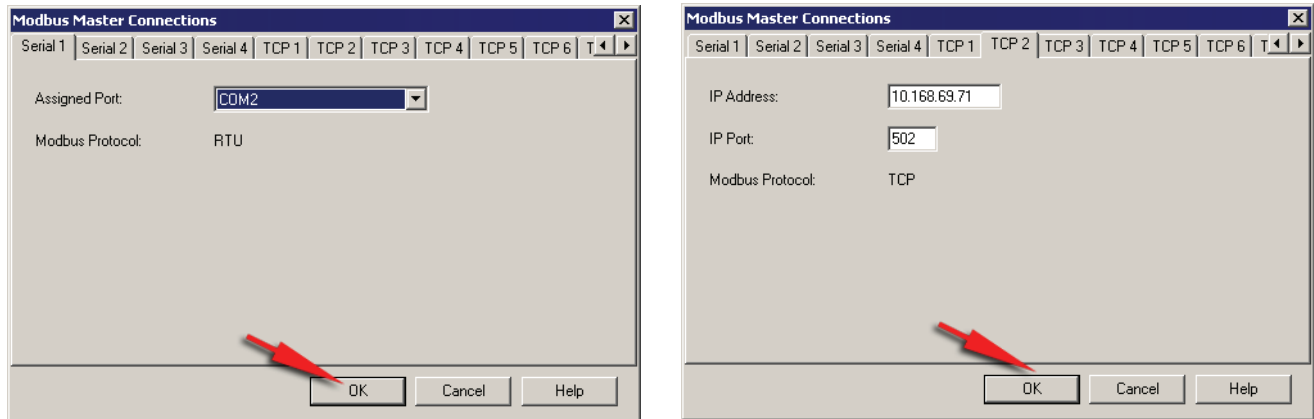 Modbus Master Connections
Serial 1 Serial 2 Serial 3 Serial 4 TCP 1 TCP 2 TCP 3 TCP 4 TCP 5 TCP 6 T
Assigned Port: COM2
Modbus Protocol: RTU
OK Cancel Help
Modbus Master Connections
Serial 1 Serial 2 Serial 3 Serial 4 TCP 1 TCP 2 TCP 3 TCP 4 TCP 5 TCP 6 T
IP Address: 10.168.69.71
IP Port: 502
Modbus Protocol: TCP
OK Cancel Help